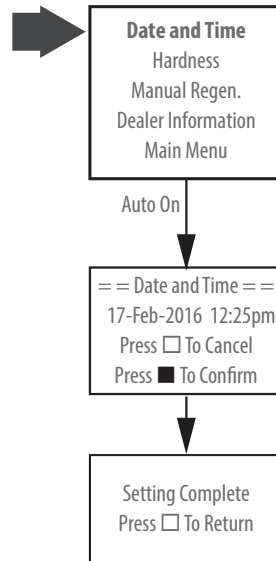 Date and Time
Hardness
Manual Regen.
Dealer Information
Main Menu
Auto On
= = Date and Time = =
17-Feb-2016 12:25pm
Press □ To Cancel
Press ■ To Confirm
Setting Complete
Press □ To Return